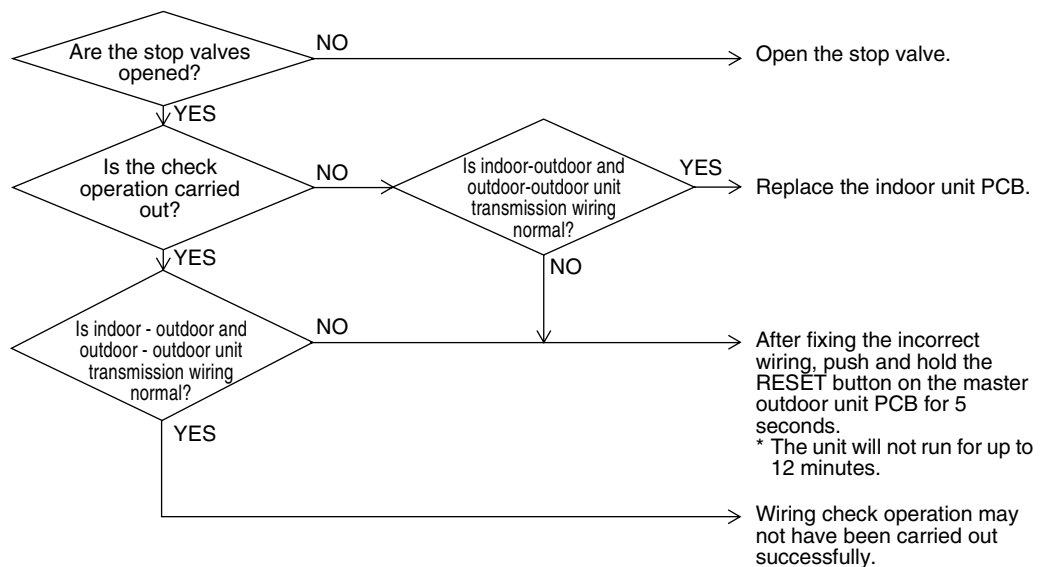 Are the stop valves
opened?
NO
Open the stop valve.
YES
Is the check
operation carried
out?
NO
Is indoor-outdoor and
outdoor-outdoor unit
transmission wiring
normal?
YES
Replace the indoor unit PCB.
YES
NO
Is indoor - outdoor and
outdoor - outdoor unit
transmission wiring
normal?
NO
After fixing the incorrect
wiring, push and hold the
RESET button on the master
outdoor unit PCB for 5
seconds.
* The unit will not run for up to
12 minutes.
YES
Wiring check operation may
not have been carried out
successfully.